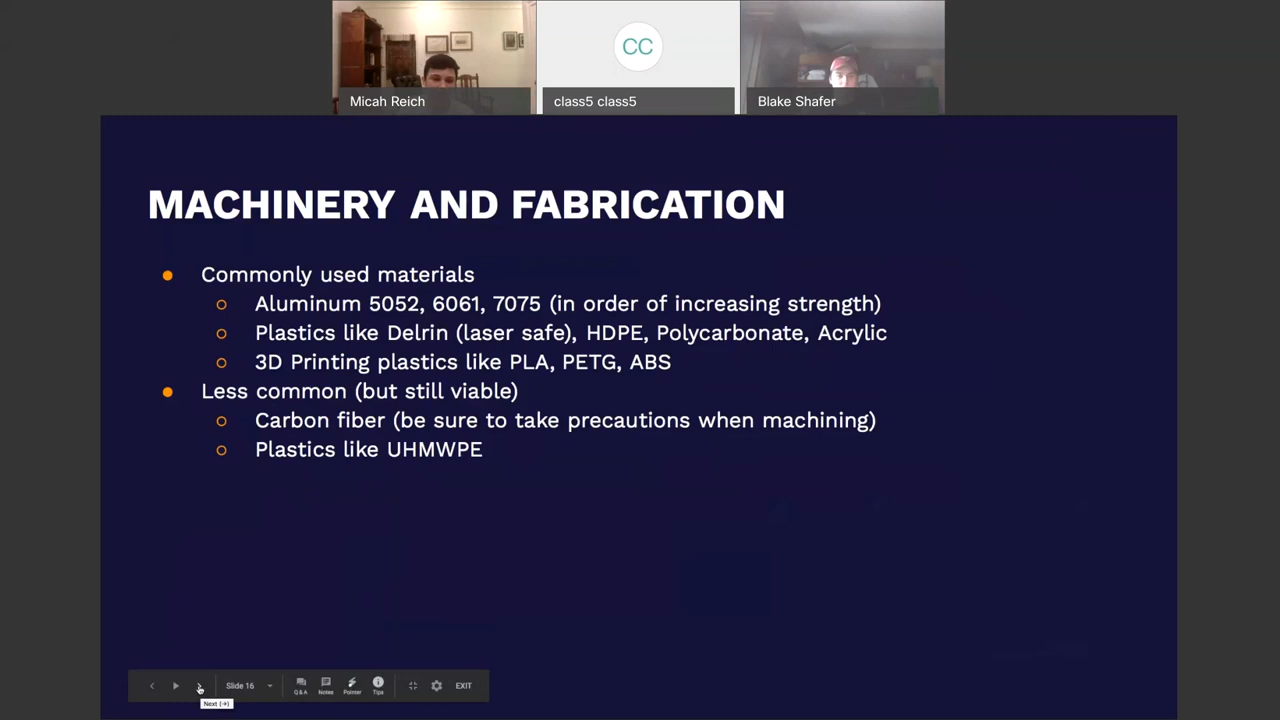 CC
Micah Reich
class5 class5
Blake Shafer
MACHINERY AND FABRICATION
Commonly used materials
Aluminum 5052, 6061, 7075 (in order of increasing strength)
Plastics like Delrin (laser safe), HDPE, Polycarbonate, Acrylic
3D Printing plastics like PLA, PETG, ABS
Less common (but still viable)
Carbon fiber (be sure to take precautions when machining)
Plastics like UHMWPE
Slide 16
Q&A
Notes
Pointer
Tips
EXIT
Next (→)